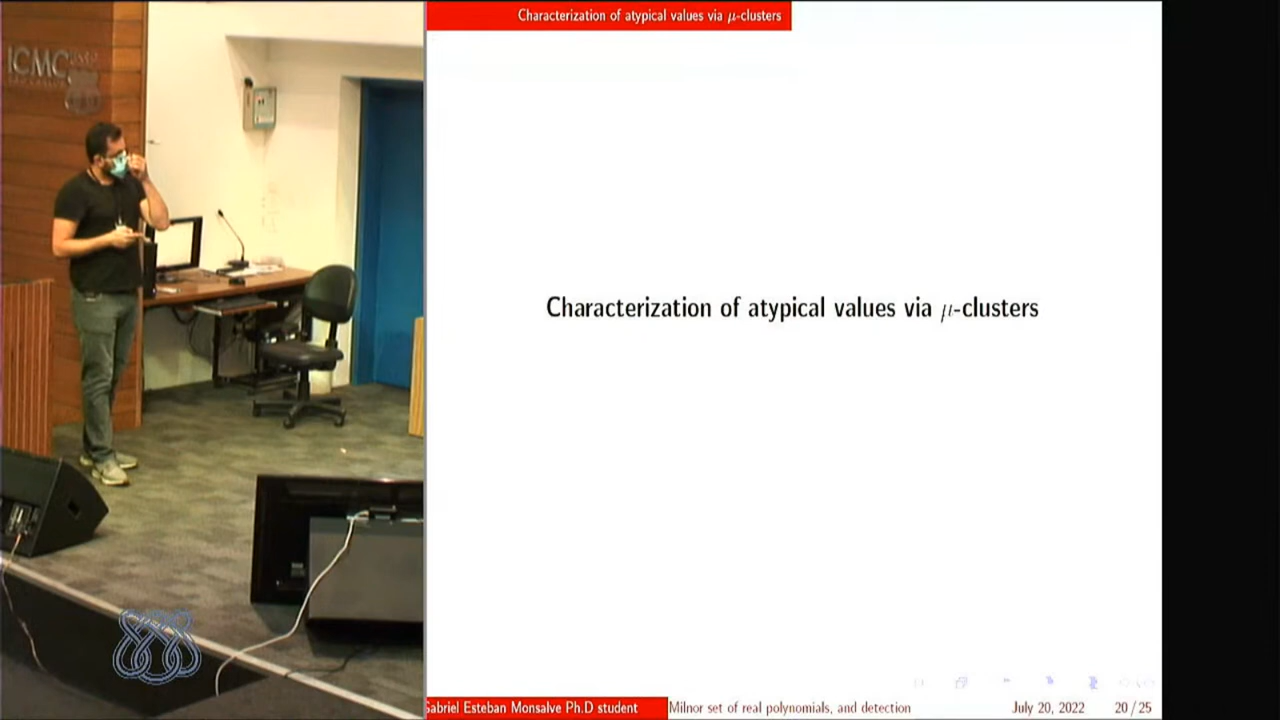 Characterization of atypical values via μ-clusters
ICMC
Characterization of atypical values via μ-clusters
Gabriel Esteban Monsalve Ph.D student
Milnor set of real polynomials, and detection
July 20, 2022
20 / 25